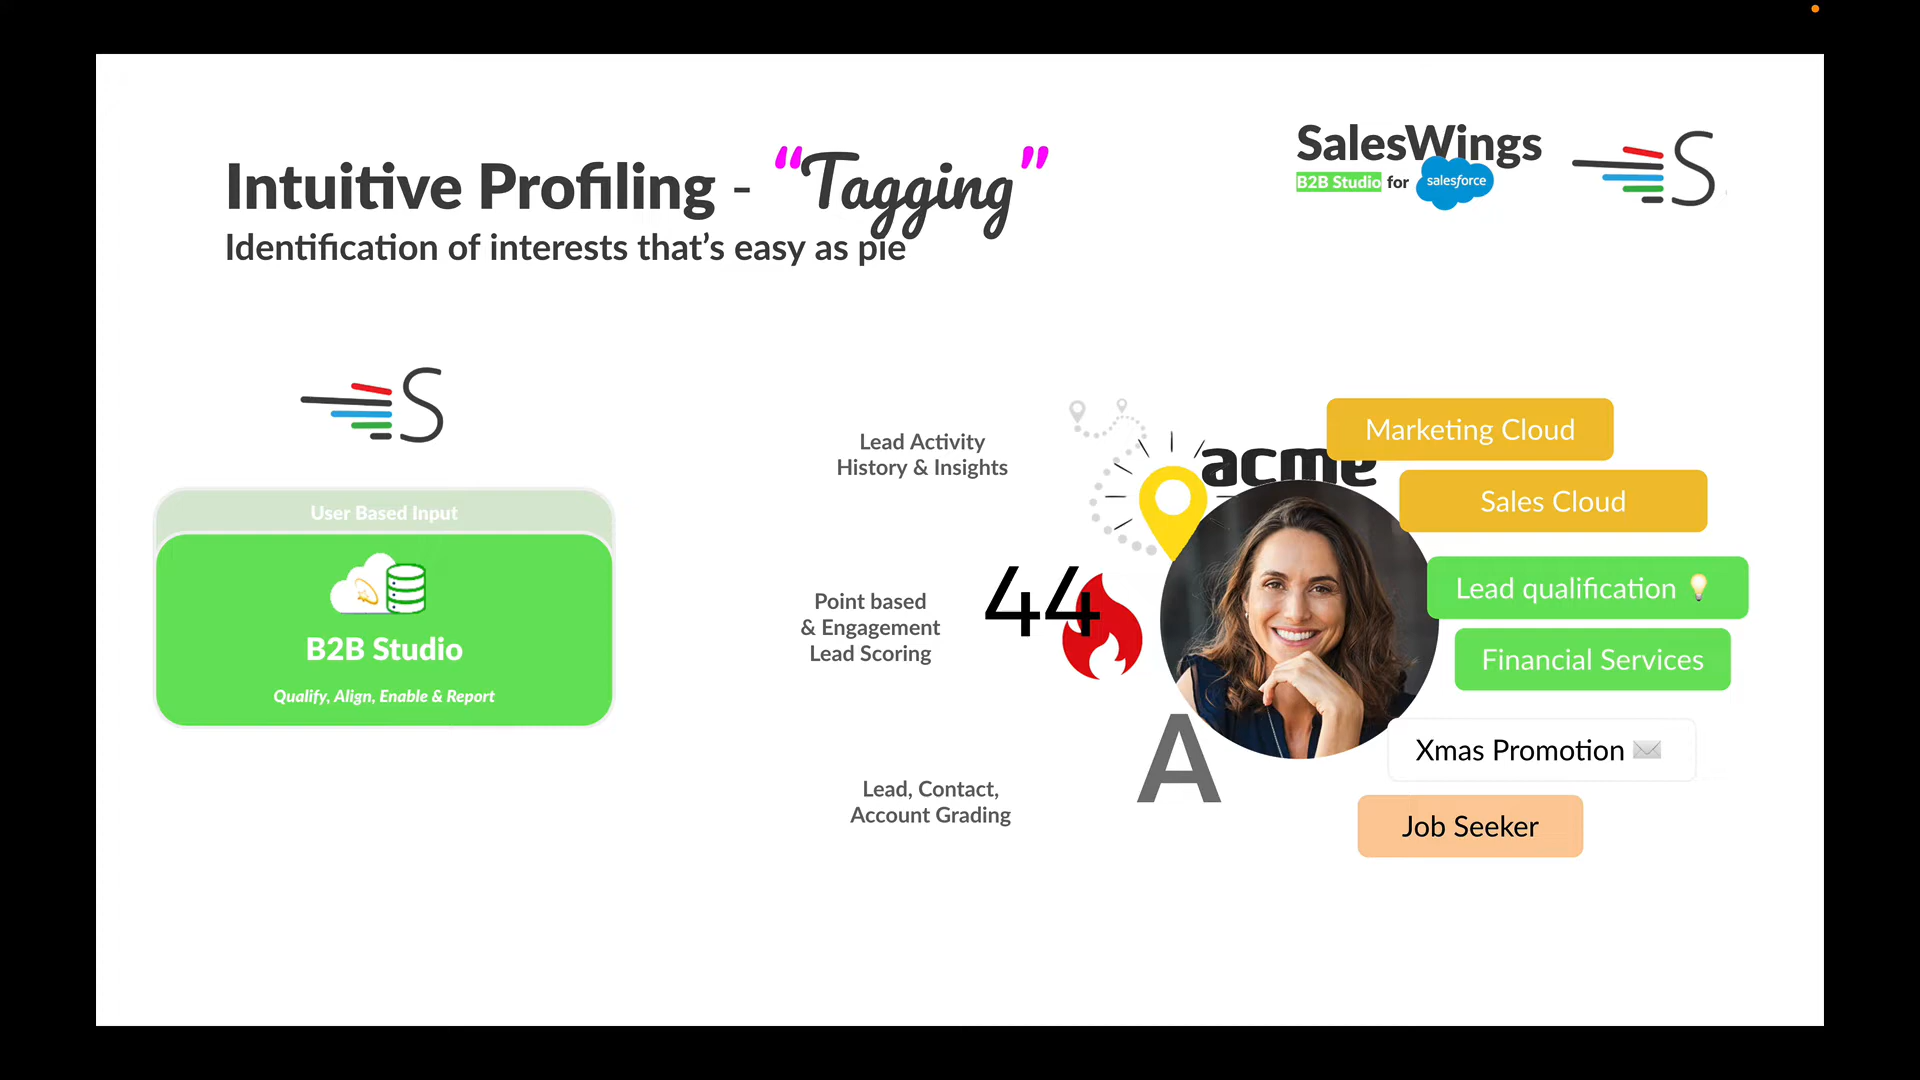 Intuitive Profiling - “Tagging”
Identification of interests that’s easy as pie
SalesWings
B2B Studio for salesforce
S
S
User Based Input
B2B Studio
Qualify, Align, Enable & Report
Lead Activity
History & Insights
Point based
& Engagement
Lead Scoring
Lead, Contact,
Account Grading
acme
44
A
Marketing Cloud
Sales Cloud
Lead qualification 💡
Financial Services
Xmas Promotion ✉
Job Seeker